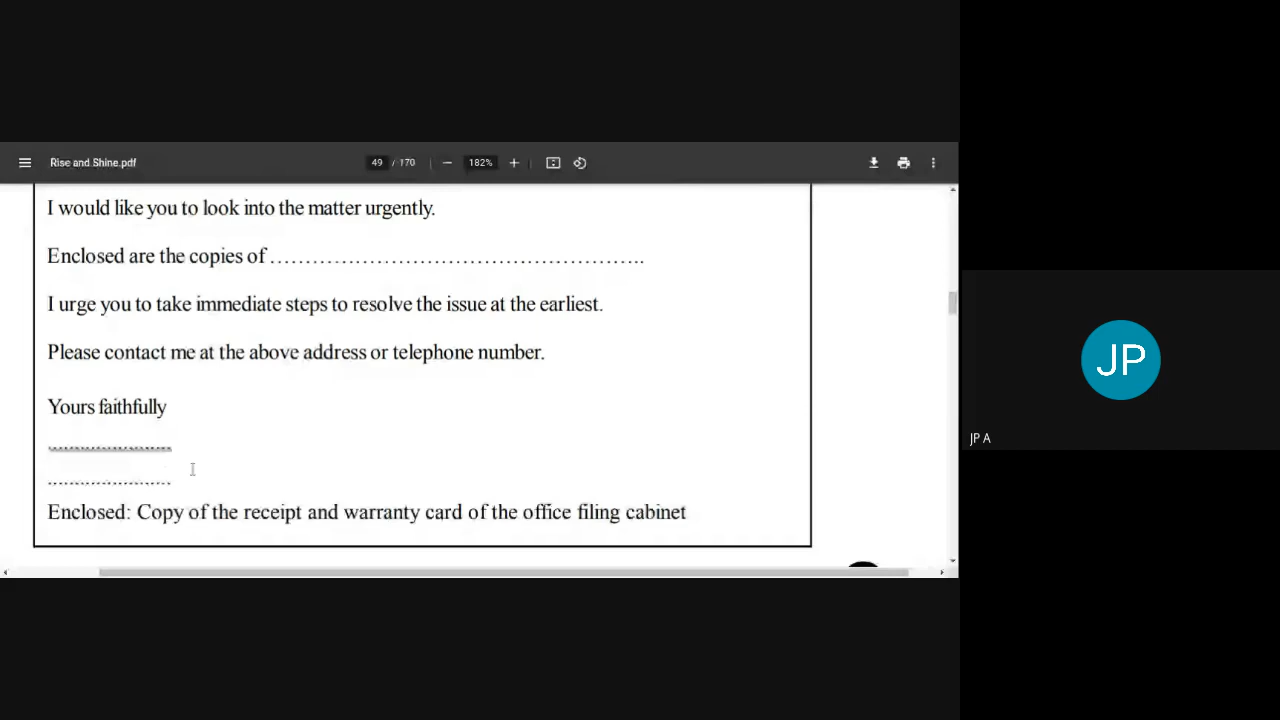 Rise and Shine.pdf
49 / 170
182%
I would like you to look into the matter urgently.
Enclosed are the copies of ………………………………………………..
I urge you to take immediate steps to resolve the issue at the earliest.
Please contact me at the above address or telephone number.
Yours faithfully
........................
........................
Enclosed: Copy of the receipt and warranty card of the office filing cabinet
JP
JP A